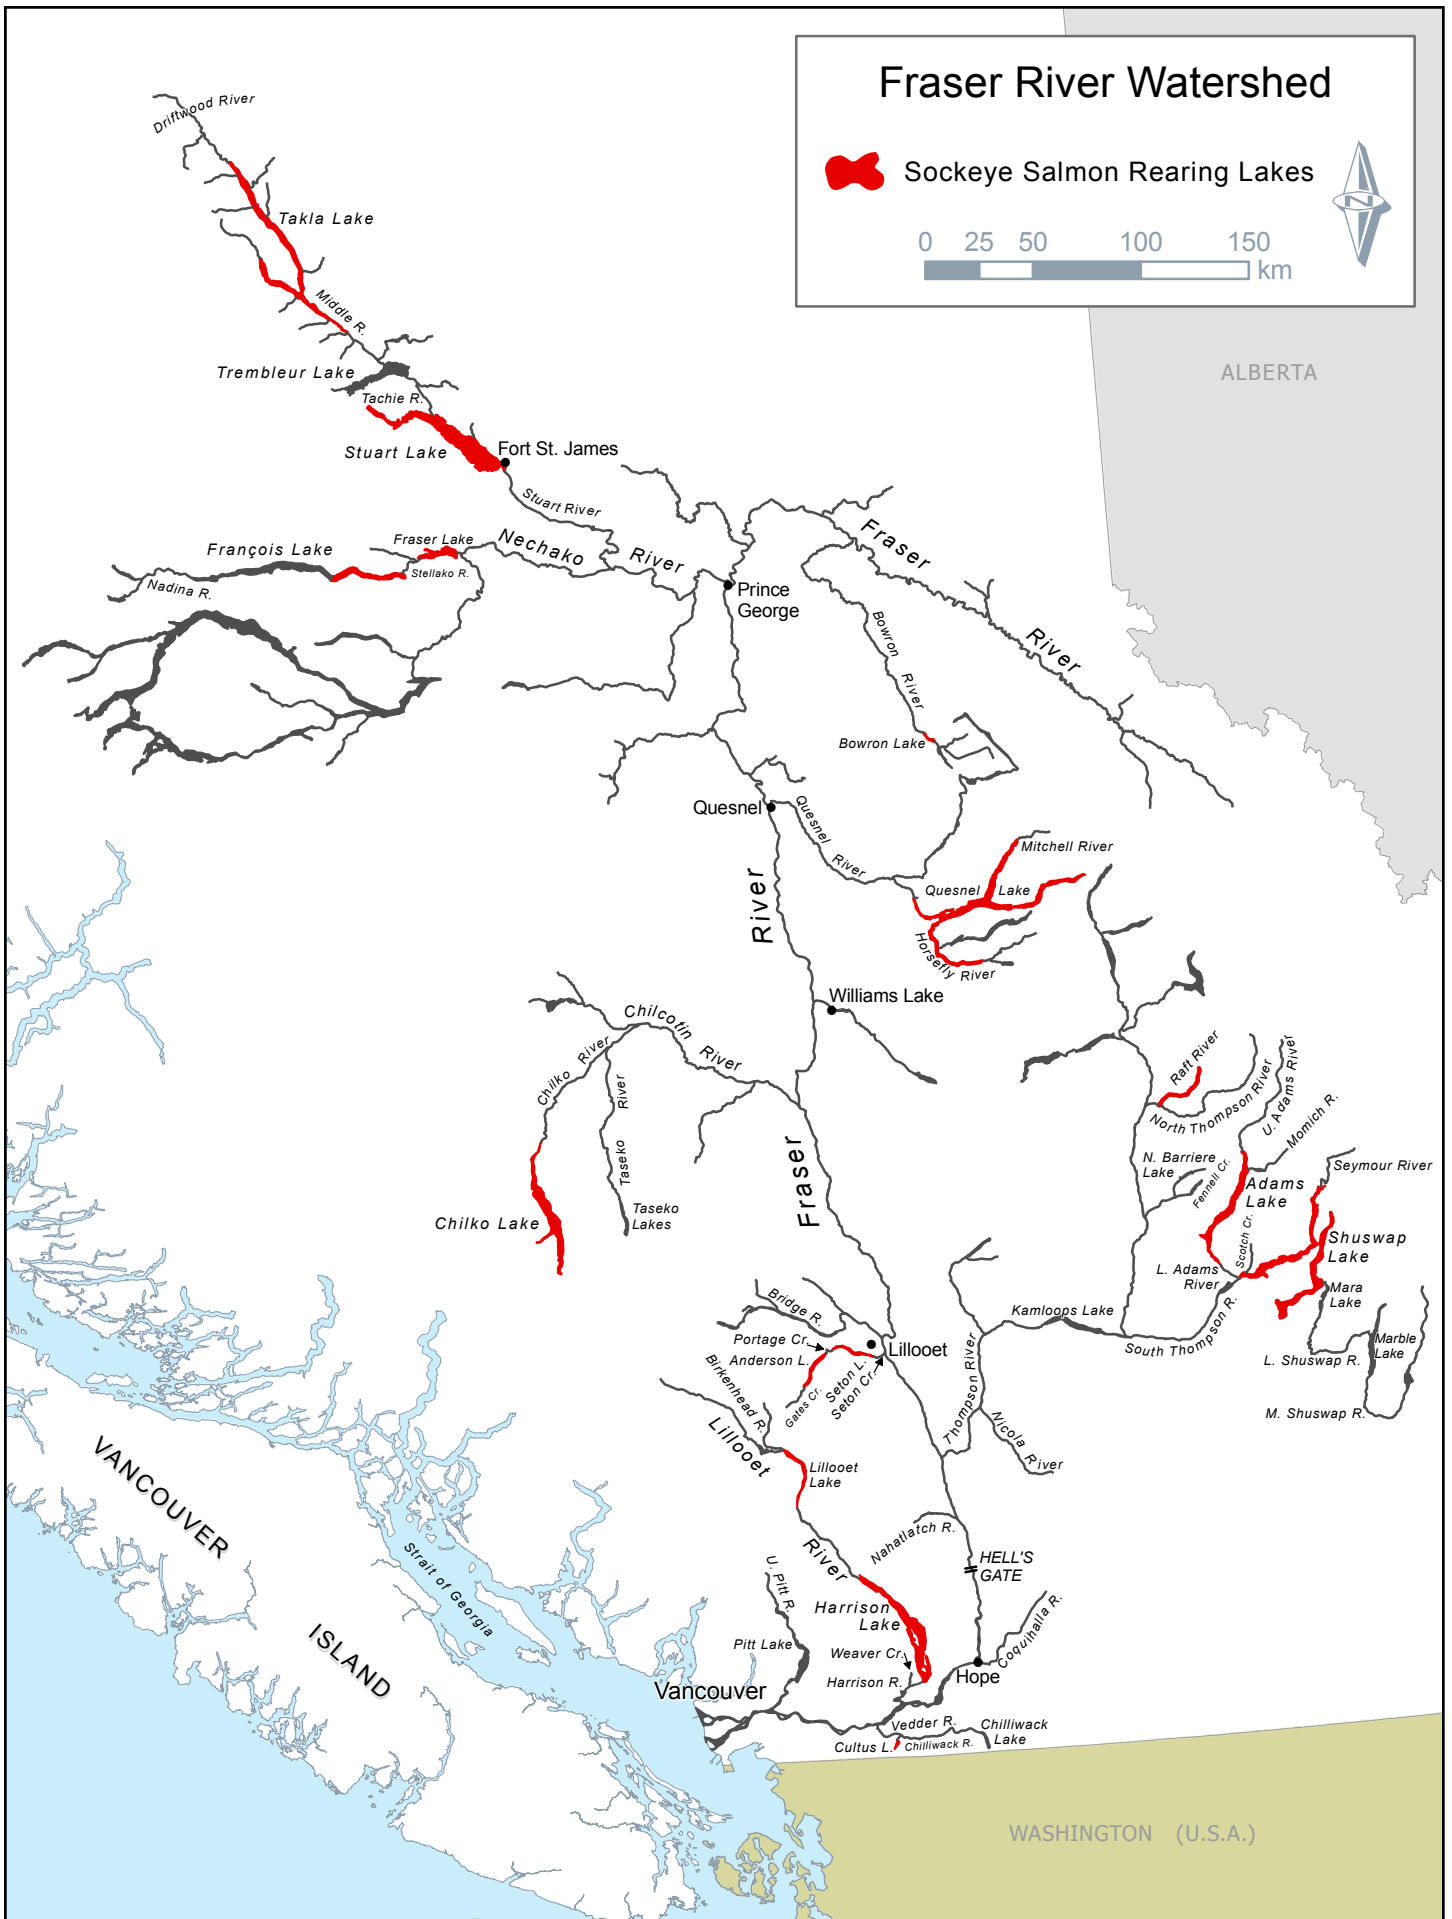 Fraser River Watershed
Sockeye Salmon Rearing Lakes
N
0 25 50 100 150
km
ALBERTA
Driftwood River
Takla Lake
Middle R.
Trembleur Lake
Tachie R.
Stuart Lake
Fort St. James
Stuart River
Fraser Lake
François Lake
Nechako River
Stellako R.
Nadina R.
Prince
George
Fraser River
Bowron River
Bowron Lake
Quesnel
Quesnel River
Mitchell River
Quesnel Lake
Horsefly River
River
Williams Lake
Chilcotin River
Chilko River
Taseko River
Taseko
Lakes
Chilko Lake
Fraser
Raft River
North Thompson River
U. Adams River
Momich R.
N. Barriere
Lake
Fennell Cr.
Adams
Lake
Seymour River
Scotch Cr.
Shuswap
Lake
L. Adams
River
Mara
Lake
Kamloops Lake
South Thompson R.
Marble
Lake
L. Shuswap R.
M. Shuswap R.
Bridge R.
Portage Cr.
Anderson L.
Lillooet
Seton L.
Seton Cr.
Gates Cr.
Birkenhead R.
Thompson River
Nicola River
Lillooet
Lillooet
Lake
River
Nahatlatch R.
HELL'S
GATE
U. Pitt R.
Harrison
Lake
Coquihalla R.
Pitt Lake
Weaver Cr.
Harrison R.
Hope
Vancouver
Vedder R.
Chilliwack
Lake
Cultus L.
Chilliwack R.
VANCOUVER
ISLAND
Strait of Georgia
WASHINGTON (U.S.A.)